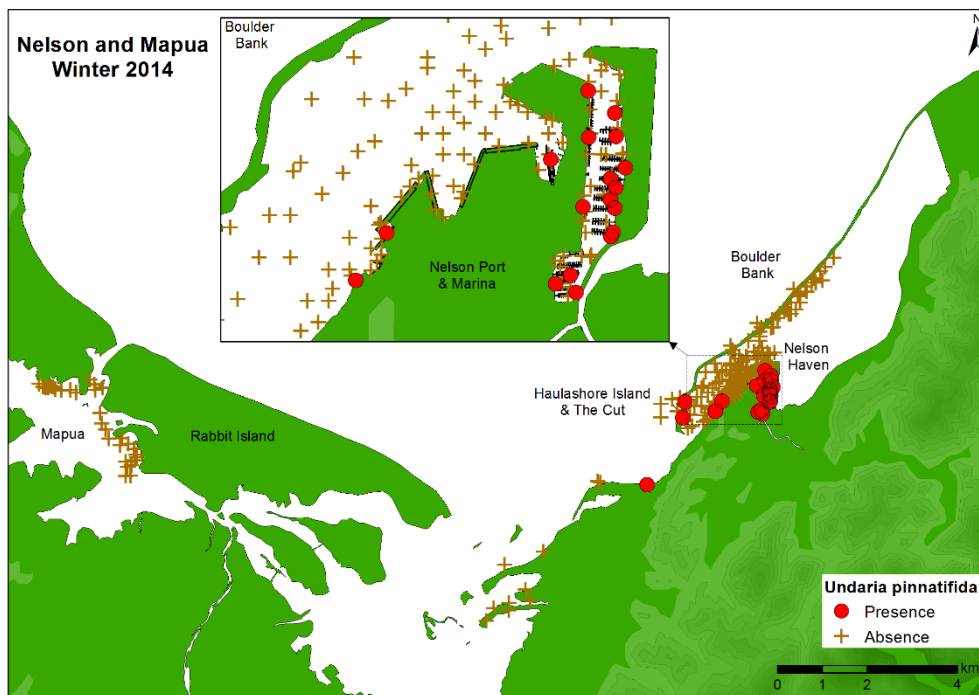 Nelson and Mapua
Winter 2014
Boulder
Bank
N
Nelson Port
& Marina
Boulder
Bank
Nelson
Haven
Haulashore Island
& The Cut
Mapua
Rabbit Island
Undaria pinnatifida
Presence
Absence
km
0 1 2 4